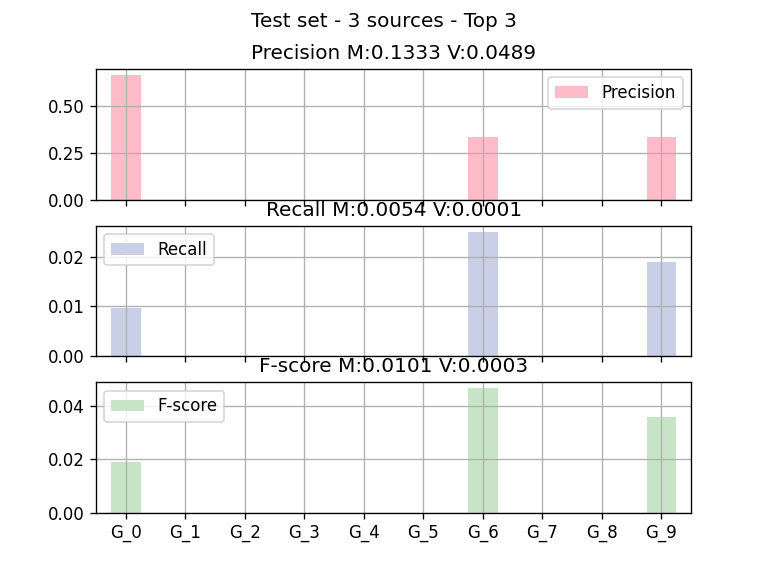 Test set - 3 sources - Top 3
Precision M:0.1333 V:0.0489
0.50
0.25
0.00
Precision
Recall M:0.0054 V:0.0001
0.02
0.01
0.00
Recall
F-score M:0.0101 V:0.0003
0.04
0.02
0.00
F-score
G_0 G_1 G_2 G_3 G_4 G_5 G_6 G_7 G_8 G_9